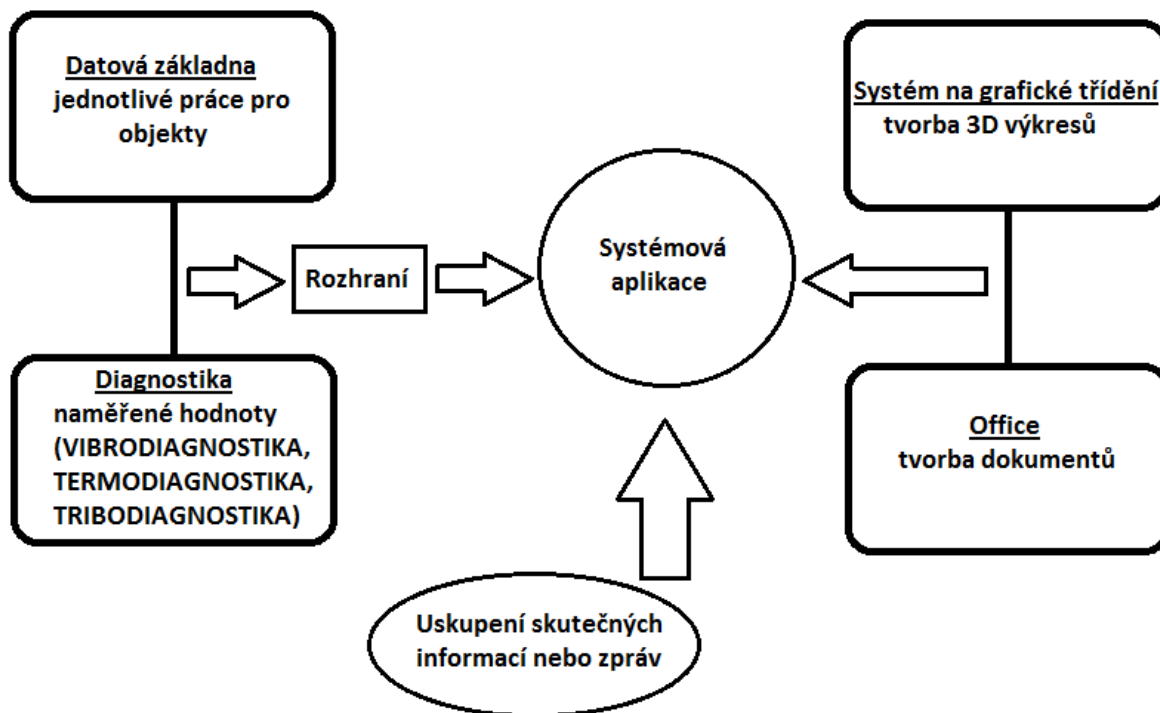 Datová základna
jednotlivé práce pro
objekty
Systém na grafické třídění
tvorba 3D výkresů
Systémová
aplikace
Rozhraní
Diagnostika
naměřené hodnoty
(VIBRODIAGNOSTIKA,
TERMODIAGNOSTIKA,
TRIBODIAGNOSTIKA)
Office
tvorba dokumentů
Uskupení skutečných
informací nebo zpráv